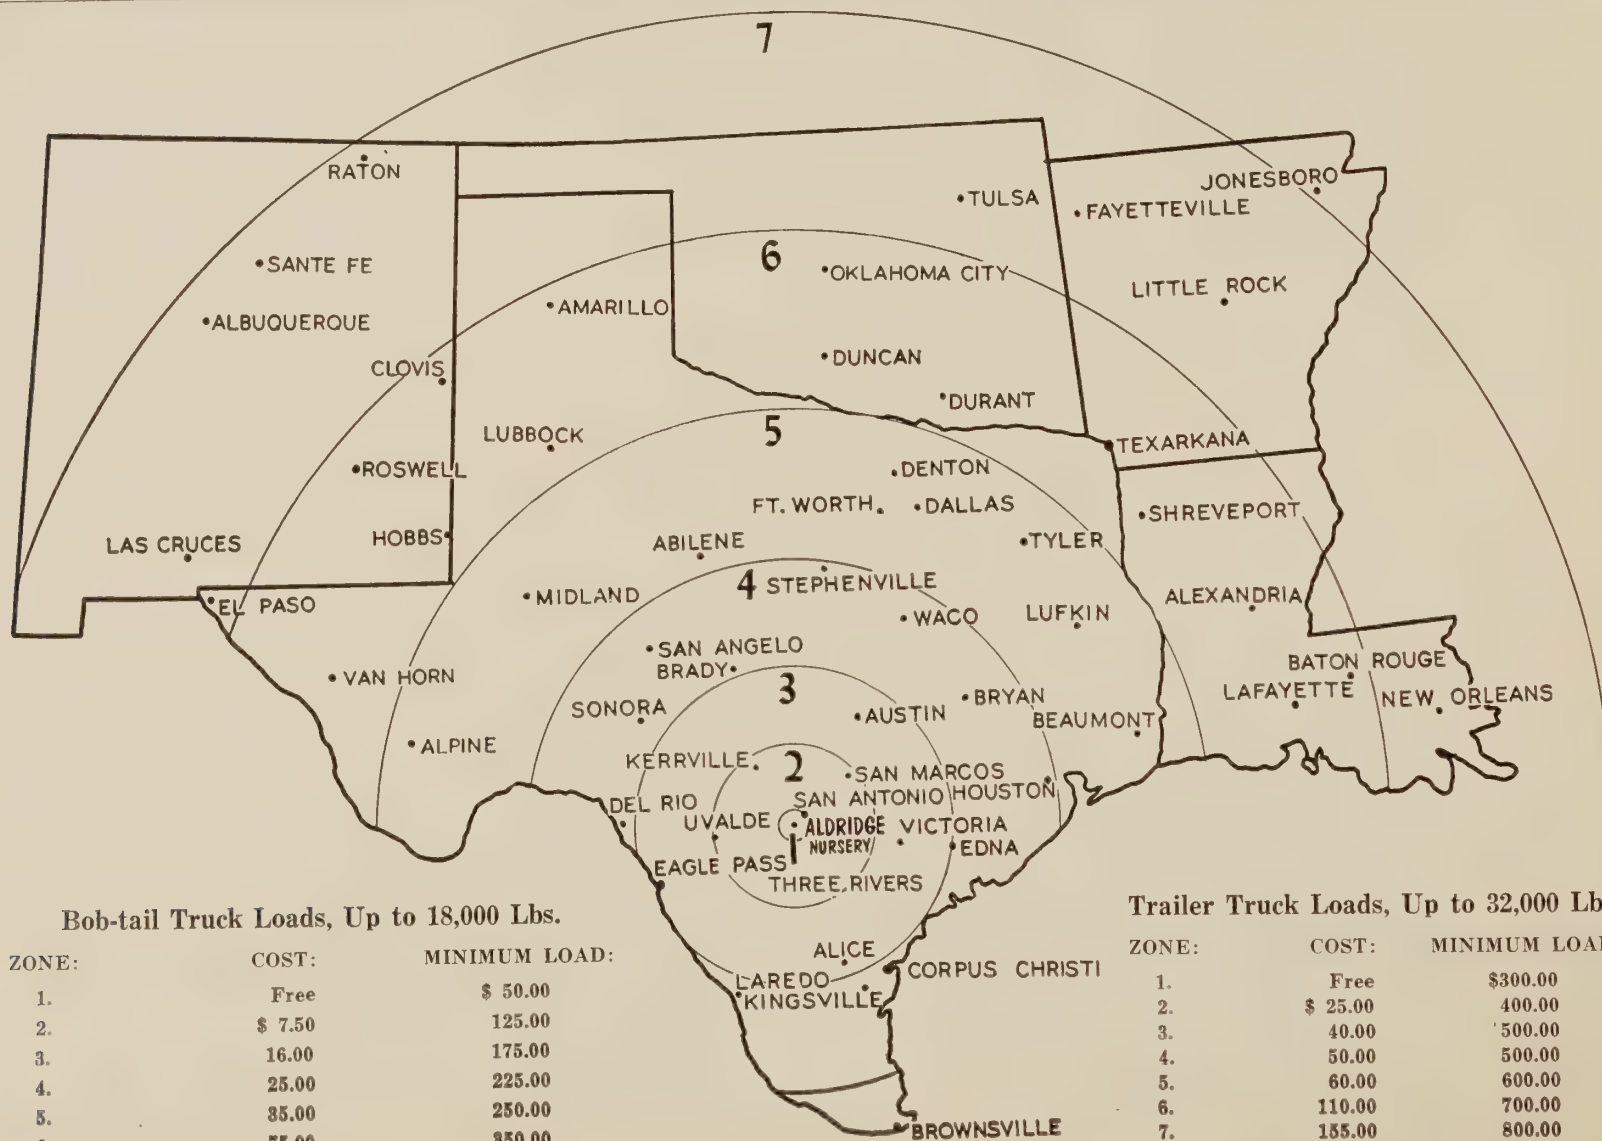 7
RATON
JONESBORO
TULSA
FAYETTEVILLE
6
SANTE FE
OKLAHOMA CITY
LITTLE ROCK
AMARILLO
ALBUQUERQUE
DUNCAN
CLOVIS
DURANT
5
LUBBOCK
TEXARKANA
ROSWELL
DENTON
FT. WORTH
DALLAS
SHREVEPORT
LAS CRUCES
HOBBS
ABILENE
TYLER
4
STEPHENVILLE
MIDLAND
EL PASO
ALEXANDRIA
WACO
LUFKIN
SAN ANGELO
BRADY
BATON ROUGE
VAN HORN
3
LAFAYETTE
NEW ORLEANS
BRYAN
SONORA
AUSTIN
BEAUMONT
ALPINE
KERRVILLE
2
SAN MARCOS
SAN ANTONIO
HOUSTON
DEL RIO
UVALDE
1
ALDRIDGE
NURSERY
VICTORIA
EDNA
EAGLE PASS
THREE RIVERS
ALICE
LAREDO
CORPUS CHRISTI
KINGSVILLE
BROWNSVILLE
Bob-tail Truck Loads, Up to 18,000 Lbs.
ZONE: COST: MINIMUM LOAD:
1. Free $ 50.00
2. $ 7.50 125.00
3. 16.00 175.00
4. 25.00 225.00
5. 35.00 250.00
350.00
Trailer Truck Loads, Up to 32,000 Lb
ZONE: COST: MINIMUM LOA
1. Free $300.00
2. $ 25.00 400.00
3. 40.00 500.00
4. 50.00 500.00
5. 60.00 600.00
6. 110.00 700.00
7. 155.00 800.00